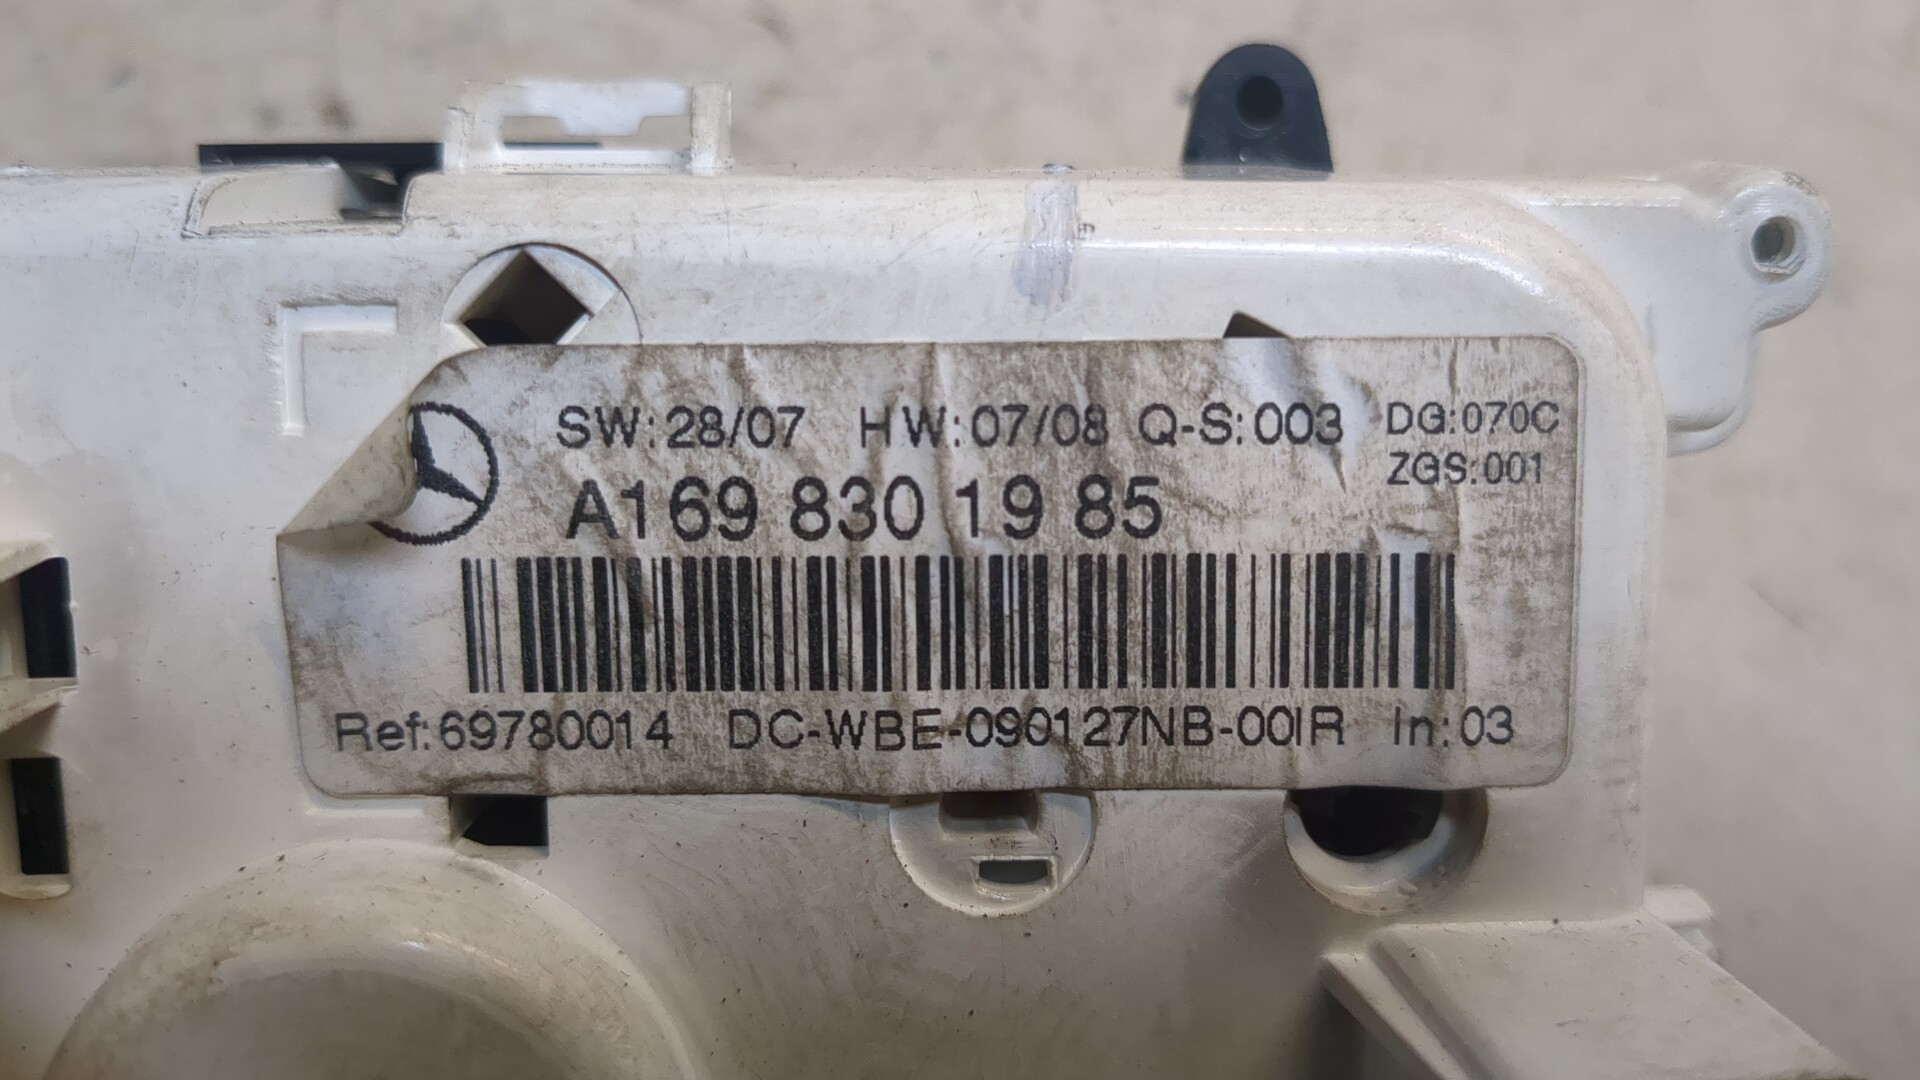 SW:28/07 HW:07/08 Q-S:003 DG:070C
ZGS:001
A169 830 19 85
Ref:69780014 DC-WBE-090127NB-00IR In:03